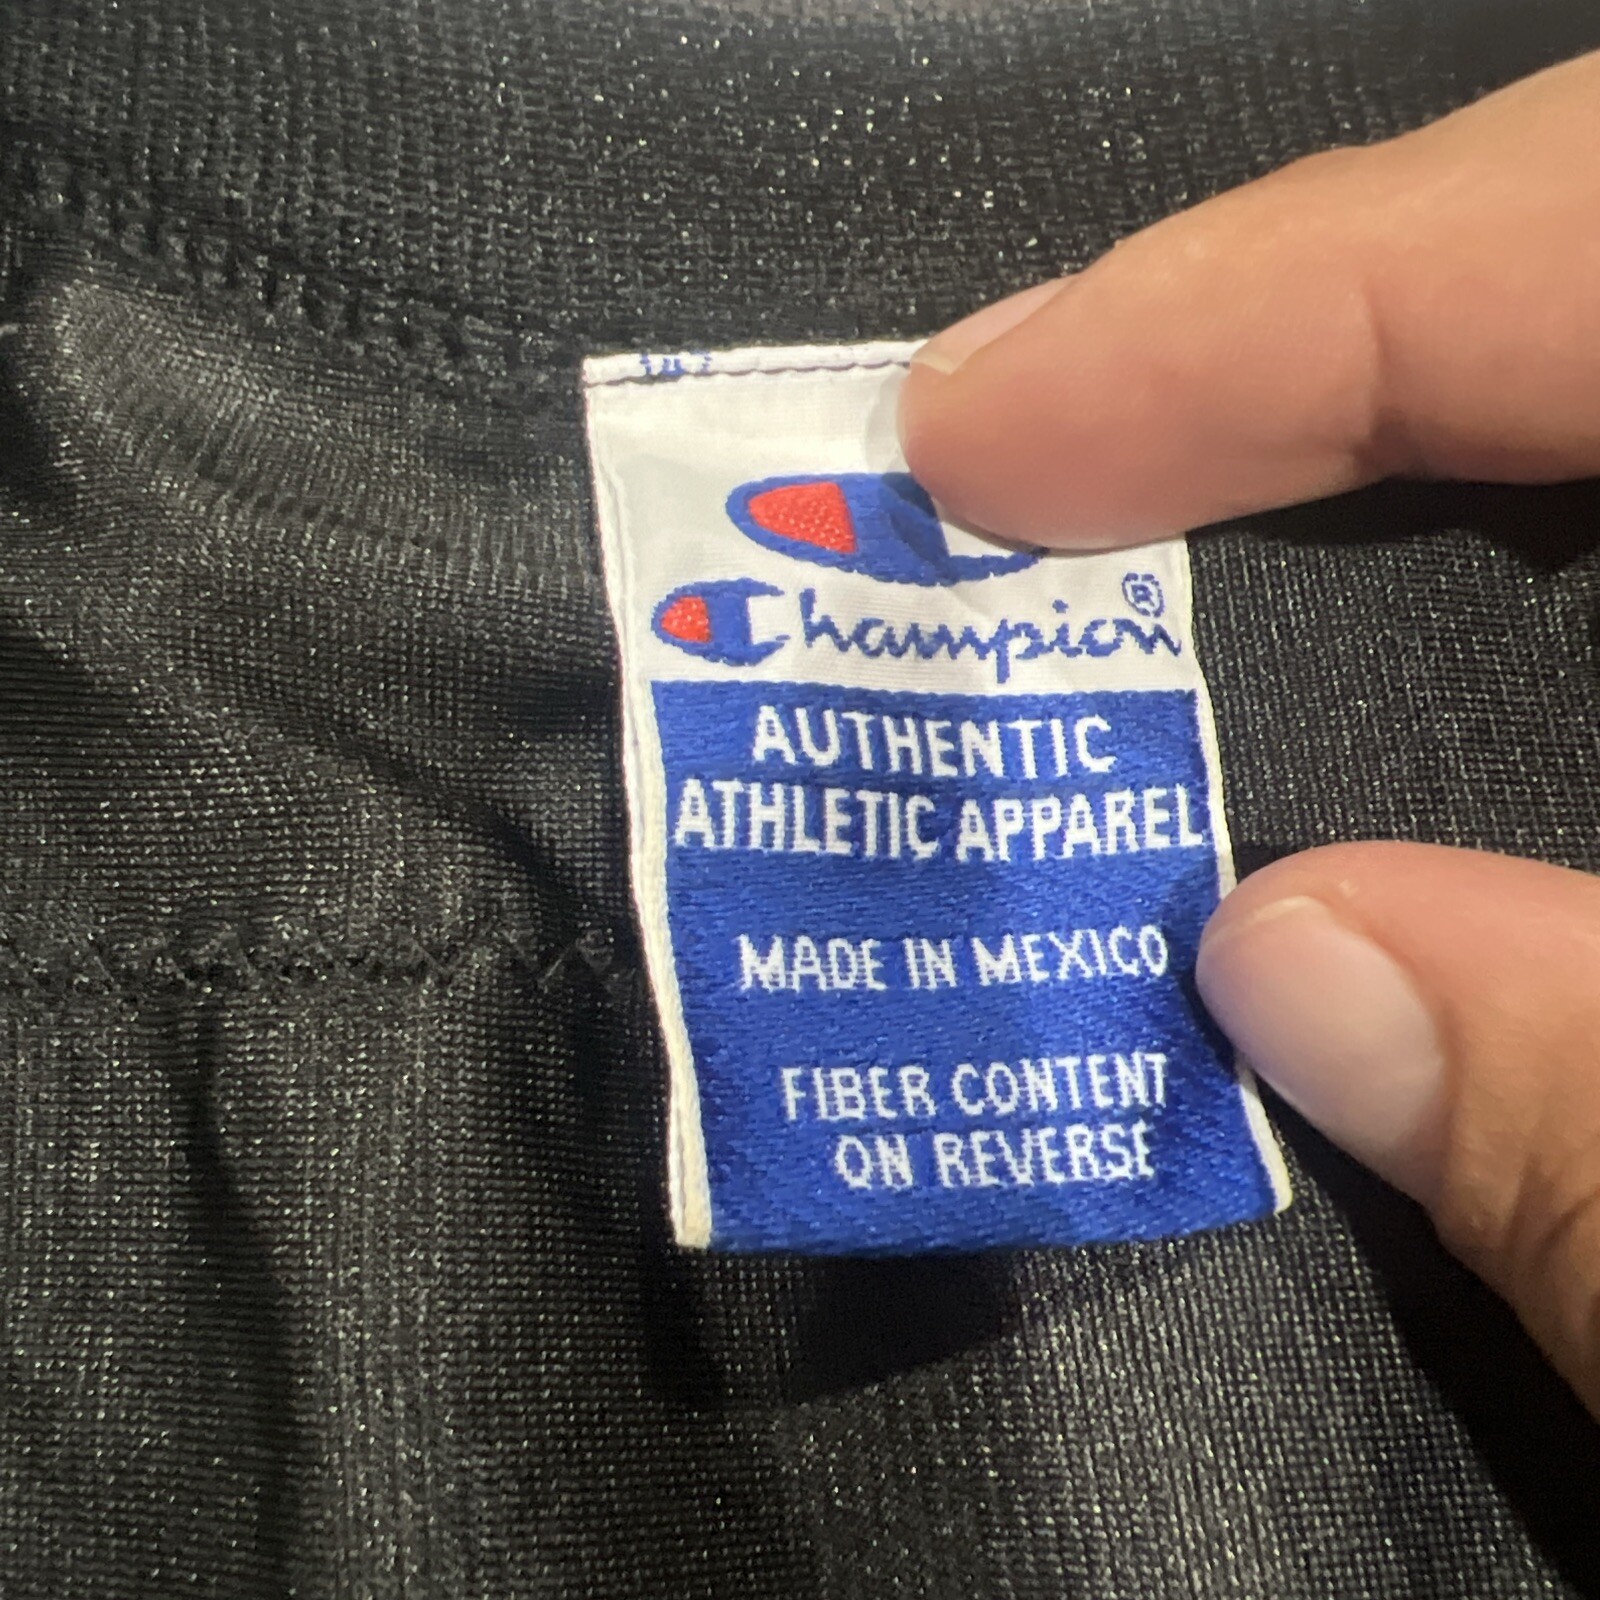 Champion®
AUTHENTIC
ATHLETIC APPAREL
MADE IN MEXICO
FIBER CONTENT
ON REVERSE